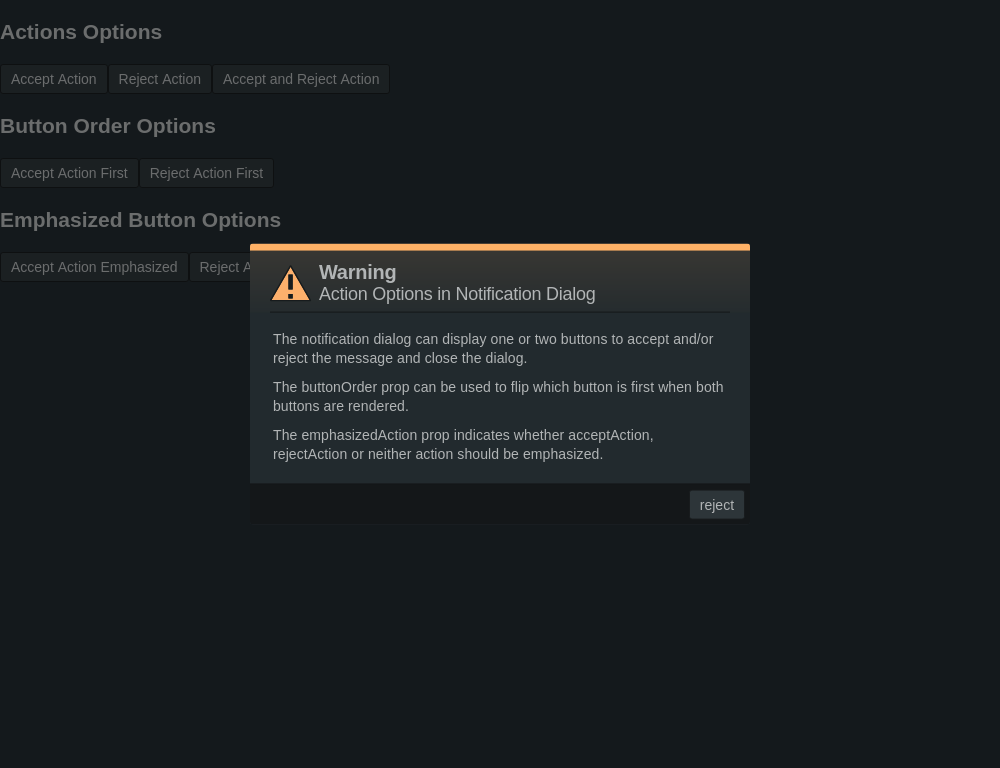 Actions Options
Accept Action Reject Action Accept and Reject Action
Button Order Options
Accept Action First Reject Action First
Emphasized Button Options
Accept Action Emphasized Reject
Warning
Action Options in Notification Dialog
The notification dialog can display one or two buttons to accept and/or
reject the message and close the dialog.
The buttonOrder prop can be used to flip which button is first when both
buttons are rendered.
The emphasizedAction prop indicates whether acceptAction,
rejectAction or neither action should be emphasized.
reject